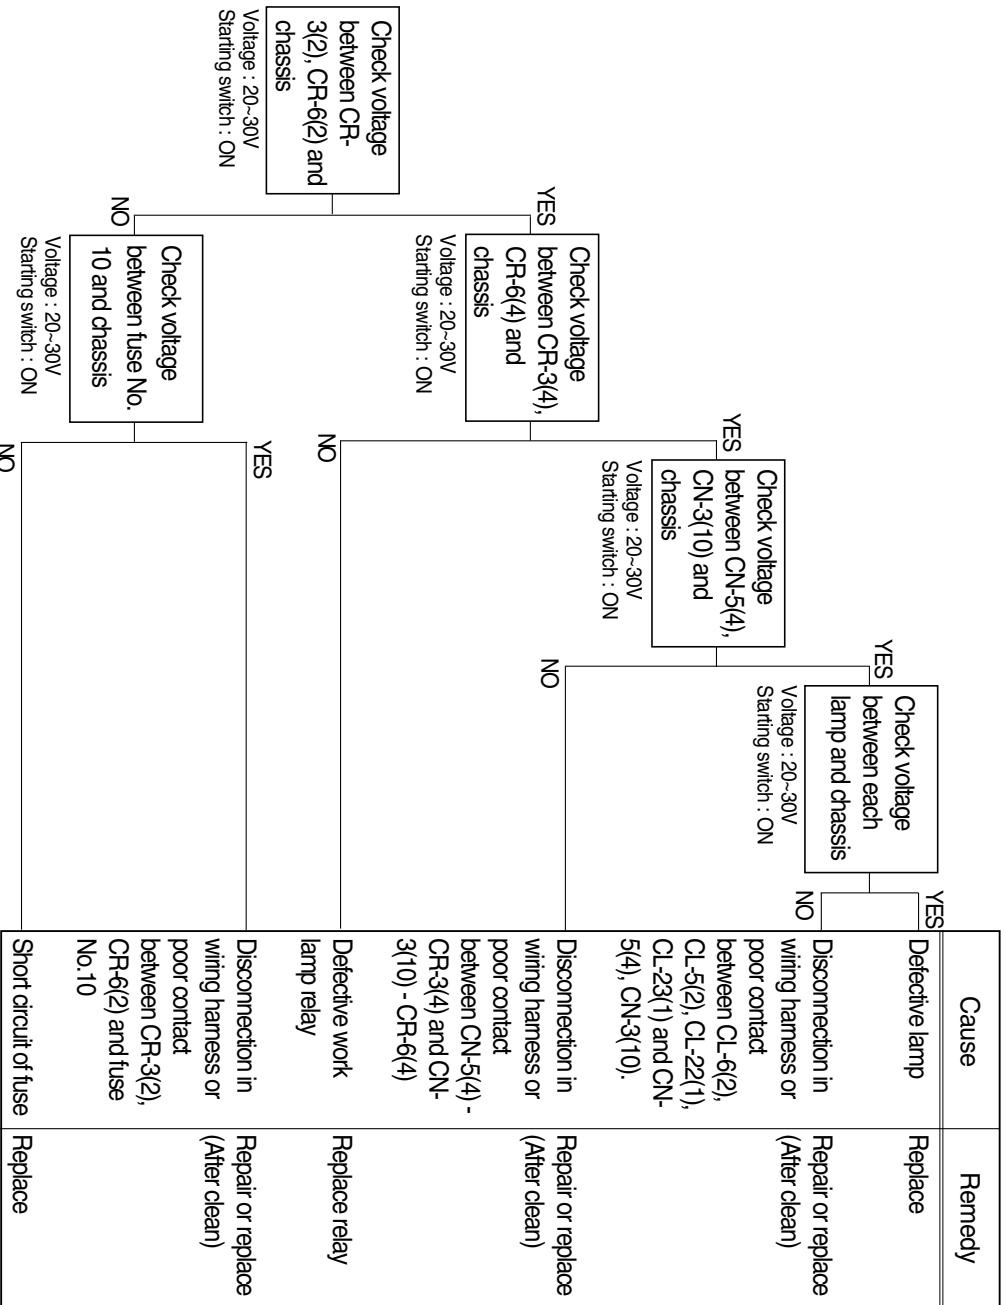 Cause
Remedy
Check voltage
between CR-
3(2), CR-6(2) and
chassis
Voltage : 20~30V
Starting switch : ON
YES
Check voltage
between CR-3(4),
CR-6(4) and
chassis
Voltage : 20~30V
Starting switch : ON
YES
Check voltage
between CN-5(4),
CN-3(10) and
chassis
Voltage : 20~30V
Starting switch : ON
YES
Check voltage
between each
lamp and chassis
Voltage : 20~30V
Starting switch : ON
YES
Defective lamp
Replace
NO
Disconnection in
wiring harness or
poor contact
between CL-6(2),
CL-5(2), CL-22(1),
CL-23(1) and CN-
5(4), CN-3(10).
Repair or replace
(After clean)
NO
Disconnection in
wiring harness or
poor contact
between CN-5(4) -
CR-3(4) and CN-
3(10) - CR-6(4)
Repair or replace
(After clean)
NO
Defective work
lamp relay
Replace relay
NO
Check voltage
between fuse No.
10 and chassis
Voltage : 20~30V
Starting switch : ON
YES
Disconnection in
wiring harness or
poor contact
between CR-3(2),
CR-6(2) and fuse
No.10
Repair or replace
(After clean)
NO
Short circuit of fuse
Replace